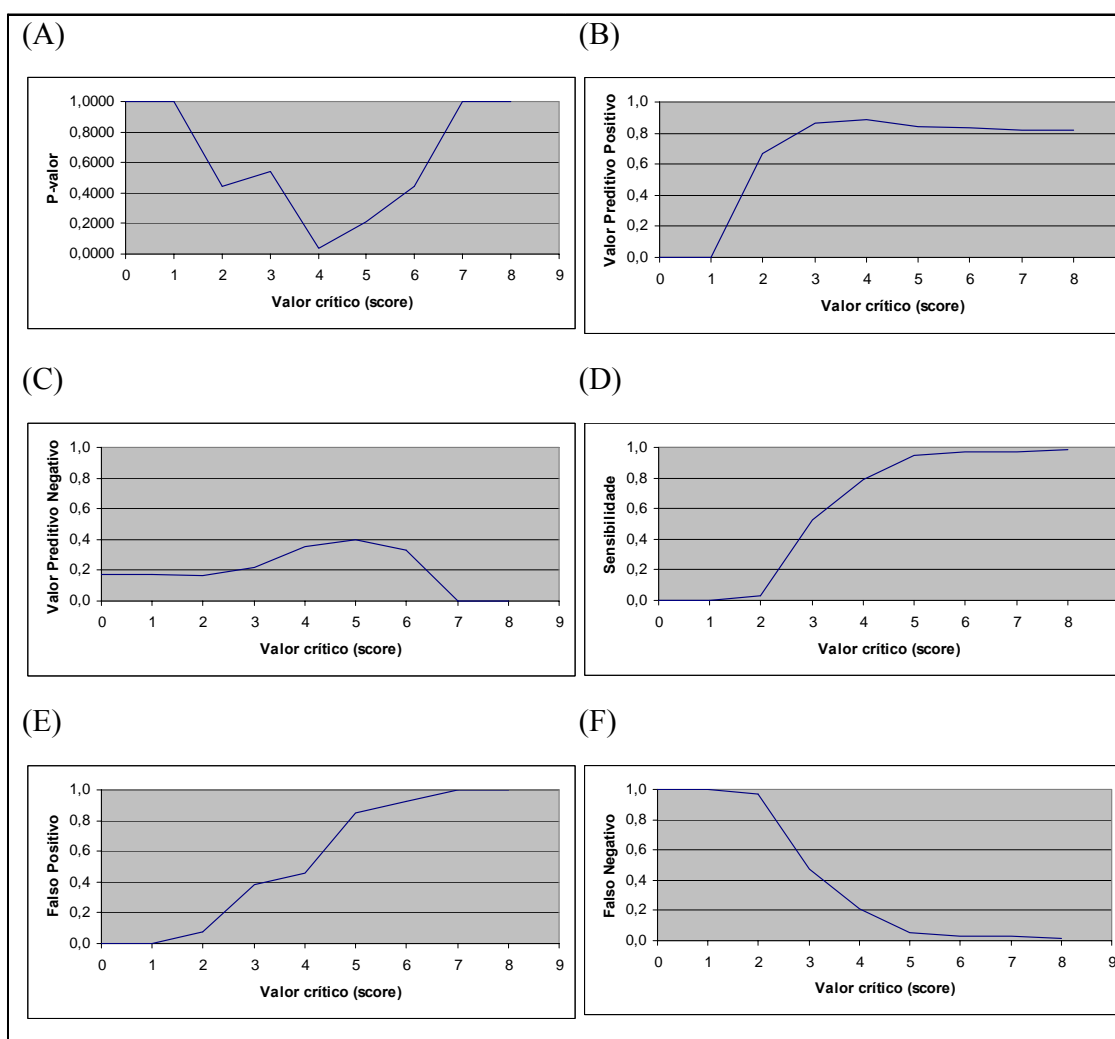 (A)
P-valor
1,0000
0,8000
0,6000
0,4000
0,2000
0,0000
0 1 2 3 4 5 6 7 8 9
Valor crítico (score)
(B)
Valor Preditivo Positivo
1,0
0,8
0,6
0,4
0,2
0,0
0 1 2 3 4 5 6 7 8
Valor crítico (score)
(C)
Valor Preditivo Negativo
1,0
0,8
0,6
0,4
0,2
0,0
0 1 2 3 4 5 6 7 8 9
Valor crítico (score)
(D)
Sensibilidade
1,0
0,8
0,6
0,4
0,2
0,0
0 1 2 3 4 5 6 7 8
Valor crítico (score)
(E)
Falso Positivo
1,0
0,8
0,6
0,4
0,2
0,0
0 1 2 3 4 5 6 7 8 9
Valor crítico (score)
(F)
Falso Negativo
1,0
0,8
0,6
0,4
0,2
0,0
0 1 2 3 4 5 6 7 8 9
Valor crítico (score)